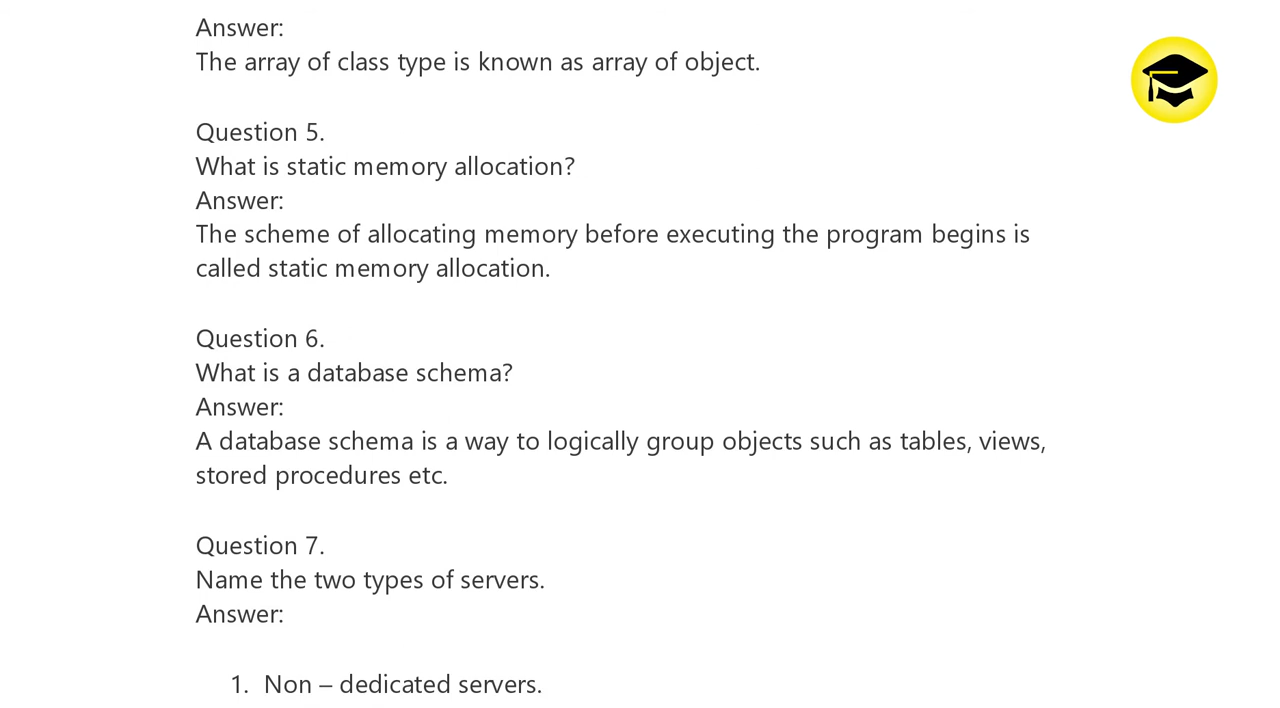 Answer:
The array of class type is known as array of object.
Question 5.
What is static memory allocation?
Answer:
The scheme of allocating memory before executing the program begins is
called static memory allocation.
Question 6.
What is a database schema?
Answer:
A database schema is a way to logically group objects such as tables, views,
stored procedures etc.
Question 7.
Name the two types of servers.
Answer:
1. Non – dedicated servers.